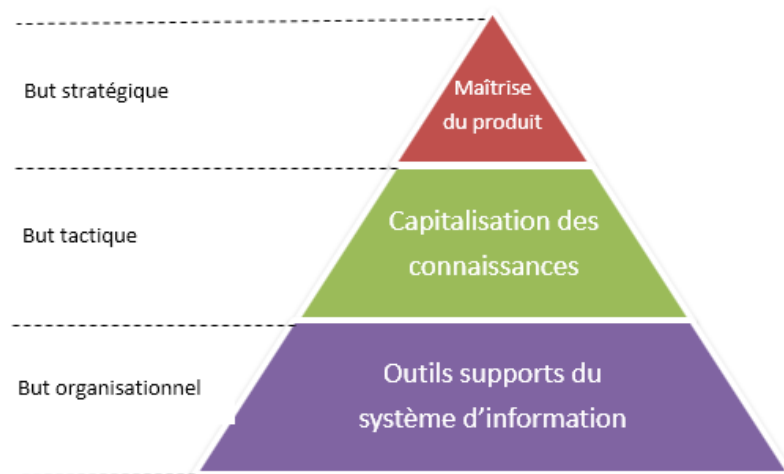 But stratégique
Maîtrise
du produit
But tactique
Capitalisation des
connaissances
But organisationnel
Outils supports du
système d'information